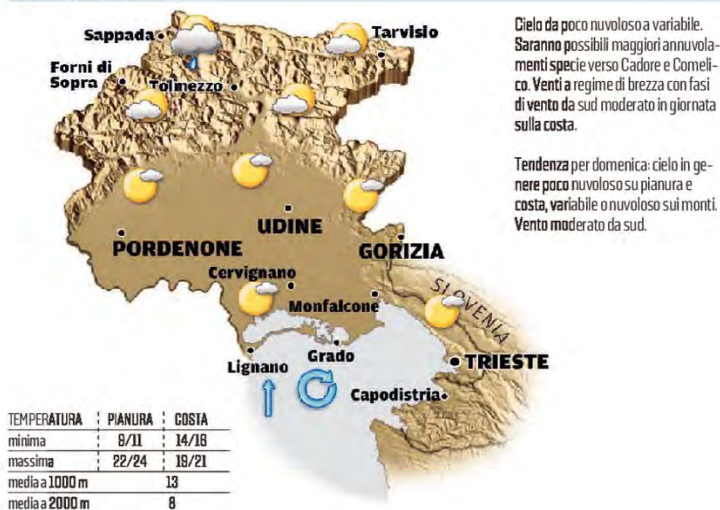 Sappada
Tarvisio
Forni di
Sopra
Tolmezzo
UDINE
PORDENONE
GORIZIA
Cervignano
Monfalcone
SLOVENIA
Lignano
Grado
TRIESTE
Capodistria
Cielo da poco nuvoloso a variabile.
Saranno possibili maggiori annuvola-
menti specie verso Cadore e Comeli-
co. Venti a regime di brezza con fasi
di vento da sud moderato in giornata
sulla costa.
Tendenza per domenica: cielo in ge-
nere poco nuvoloso su pianura e
costa, variabile o nuvoloso sui monti.
Vento moderato da sud.
TEMPERATURA PIANURA COSTA
minima 8/11 14/16
massima 22/24 19/21
media a 1000 m 13
media a 2000 m 8